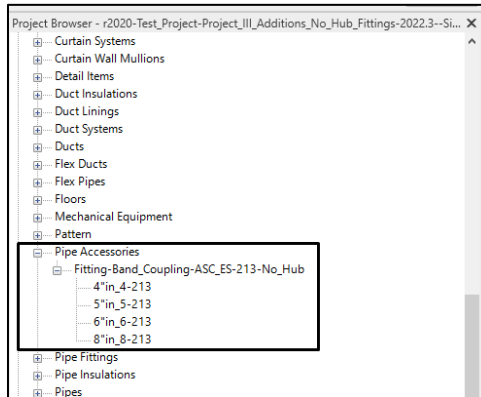 Project Browser - r2020-Test_Project-Project_III_Additions_No_Hub_Fittings-2022.3--Si...
Curtain Systems
Curtain Wall Mullions
Detail Items
Duct Insulations
Duct Linings
Duct Systems
Ducts
Flex Ducts
Flex Pipes
Floors
Mechanical Equipment
Pattern
Pipe Accessories
Fitting-Band_Coupling-ASC_ES-213-No_Hub
4"in_4-213
5"in_5-213
6"in_6-213
8"in_8-213
Pipe Fittings
Pipe Insulations
Pipes